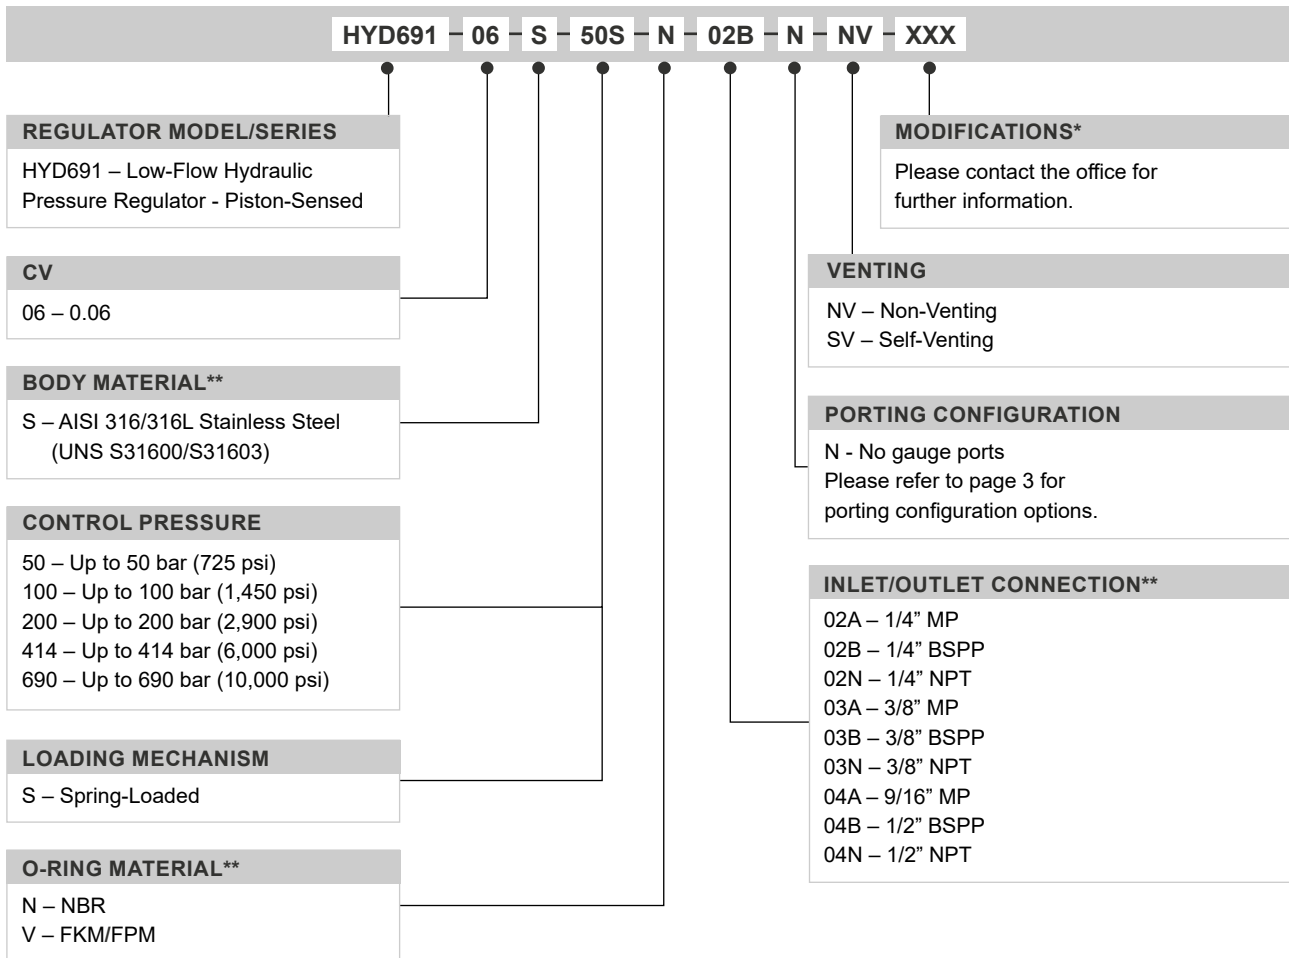 HYD691 06 S 50S N 02B N NV XXX
REGULATOR MODEL/SERIES
HYD691 – Low-Flow Hydraulic
Pressure Regulator - Piston-Sensed
CV
06 – 0.06
BODY MATERIAL**
S – AISI 316/316L Stainless Steel
(UNS S31600/S31603)
CONTROL PRESSURE
50 – Up to 50 bar (725 psi)
100 – Up to 100 bar (1,450 psi)
200 – Up to 200 bar (2,900 psi)
414 – Up to 414 bar (6,000 psi)
690 – Up to 690 bar (10,000 psi)
LOADING MECHANISM
S – Spring-Loaded
O-RING MATERIAL**
N – NBR
V – FKM/FPM
MODIFICATIONS*
Please contact the office for
further information.
VENTING
NV – Non-Venting
SV – Self-Venting
PORTING CONFIGURATION
N - No gauge ports
Please refer to page 3 for
porting configuration options.
INLET/OUTLET CONNECTION**
02A – 1/4” MP
02B – 1/4” BSPP
02N – 1/4” NPT
03A – 3/8” MP
03B – 3/8” BSPP
03N – 3/8” NPT
04A – 9/16” MP
04B – 1/2” BSPP
04N – 1/2” NPT